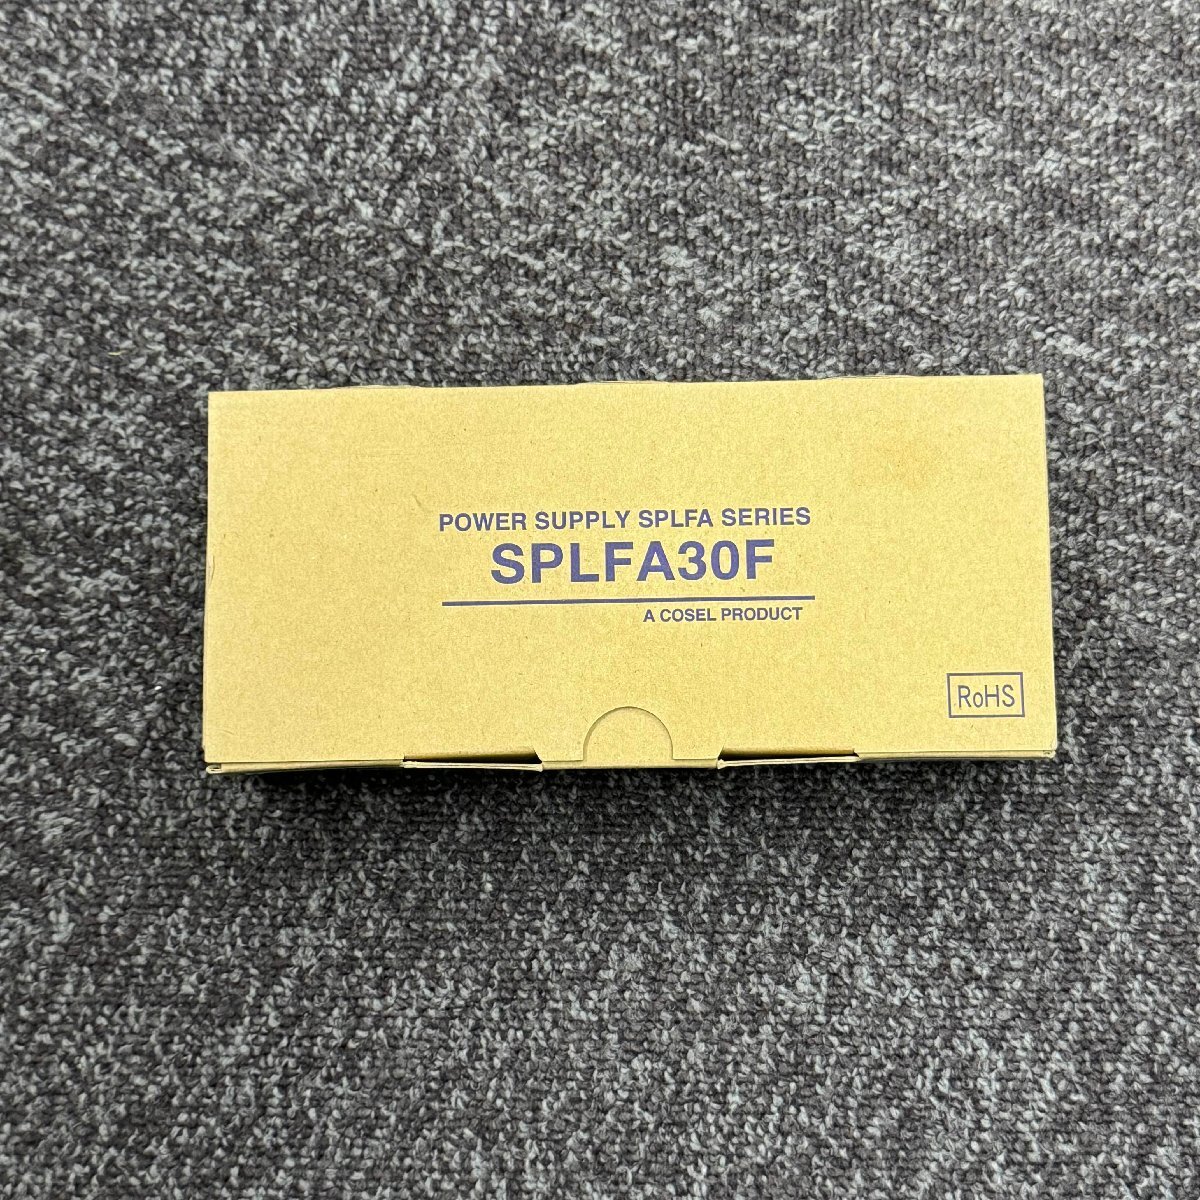 POWER SUPPLY SPLFA SERIES
SPLFA30F
A COSEL PRODUCT
RoHS